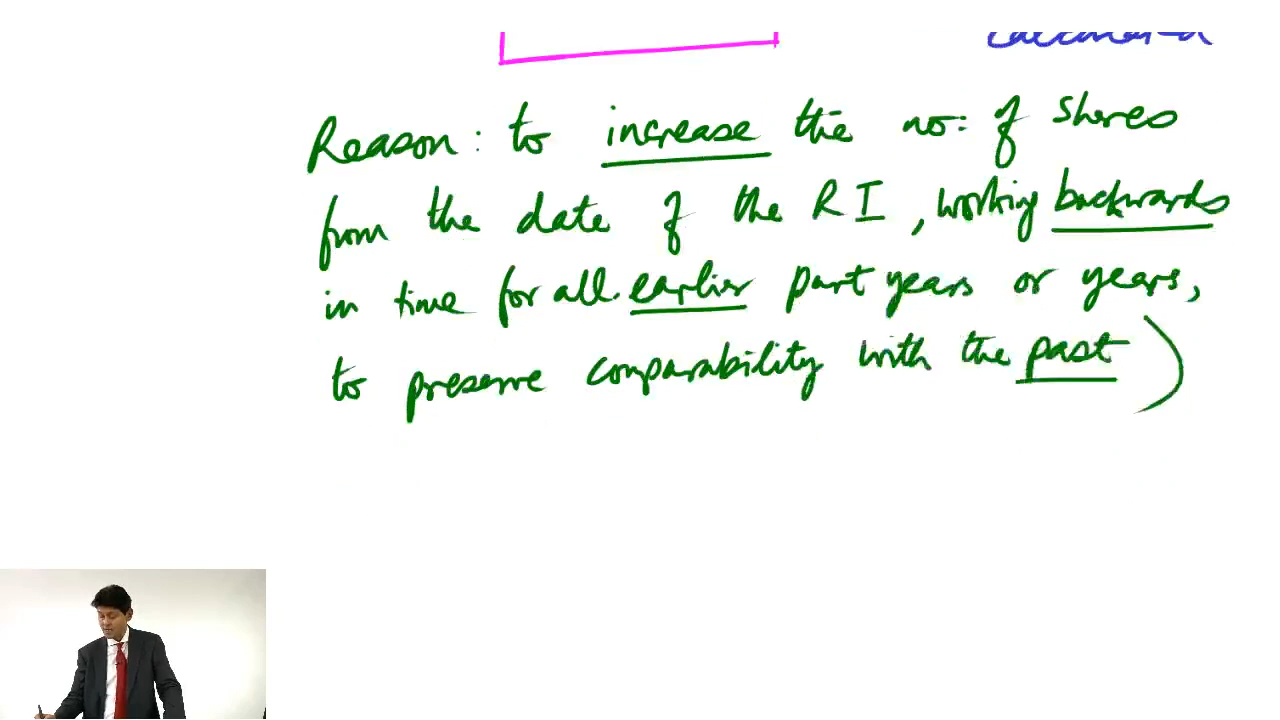 Reason: to increase the no: of shares
from the date of the RI, working backwards
in time for all earlier part years or years,
to preserve comparability with the past)